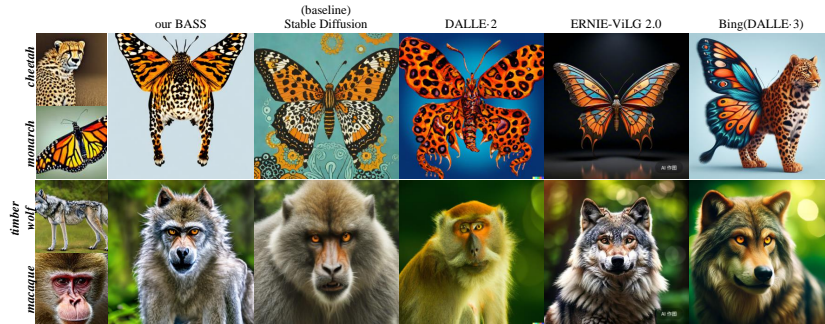 (baseline)
our BASS Stable Diffusion DALLE·2 ERNIE-ViLG 2.0 Bing(DALLE·3)
cheetah
monarch
AI 作图
timber
wolf
macaque
AI 作图